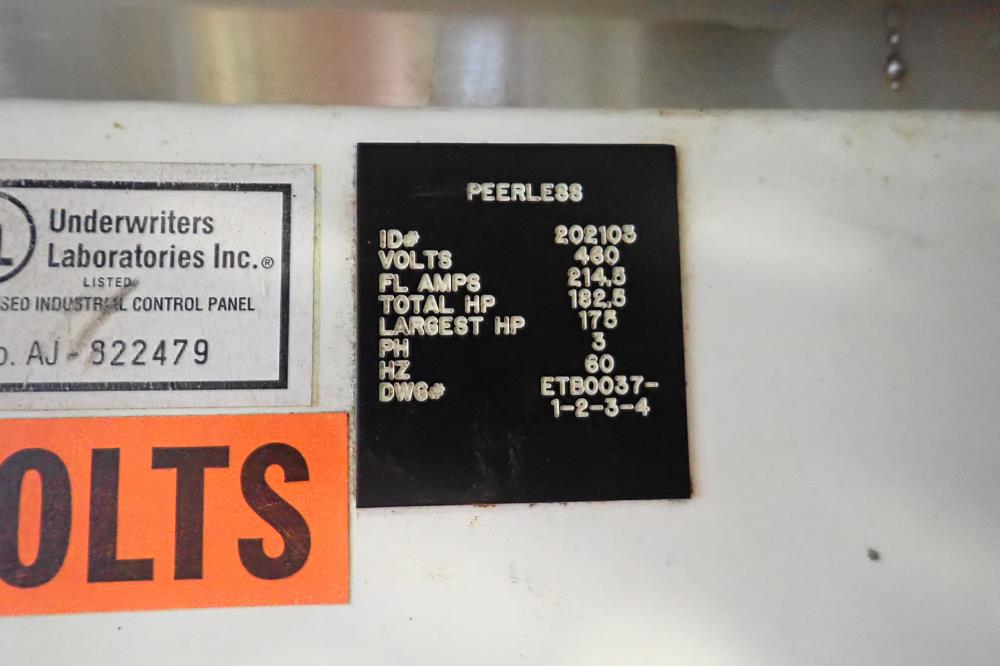 Underwriters
Laboratories Inc.®
LISTED
SED INDUSTRIAL CONTROL PANEL
o. AJ - 822479
OLTS
PEERLESS
ID# 202103
VOLTS 460
FL AMPS 214.5
TOTAL HP 182.5
LARGEST HP 175
PH 3
HZ 60
DWG# ETB0037-
1-2-3-4